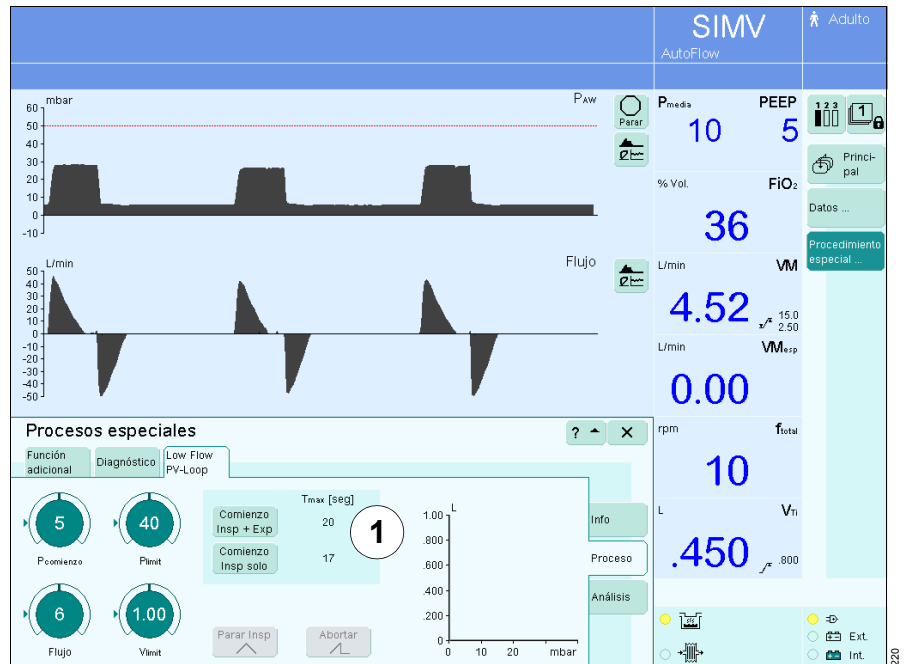 SIMV
AutoFlow
Adulto
mbar
PAW
60
50
40
30
20
10
0
-10
Parar
Pmedia
PEEP
10
5
1 2 3
1
Princi-
pal
% Vol.
FiO₂
36
Datos ...
Procedimiento
especial ...
L/min
Flujo
50
40
30
20
10
0
-10
-20
-30
-40
-50
L/min
VM
4.52
15.0
2.50
L/min
VMesp
0.00
rpm
ftotal
10
L
VTi
.450
.800
Procesos especiales
?
X
Función
adicional
Diagnóstico
Low Flow
PV-Loop
5
Pcomienzo
40
Plimit
6
Flujo
1.00
Vlimit
Tmax [seg]
Comienzo
Insp + Exp
20
Comienzo
Insp solo
17
1
Parar Insp
Abortar
L
1.00
.800
.600
.400
.200
0
0 10 20 mbar
Info
Proceso
Análisis
Ext.
Int.
220